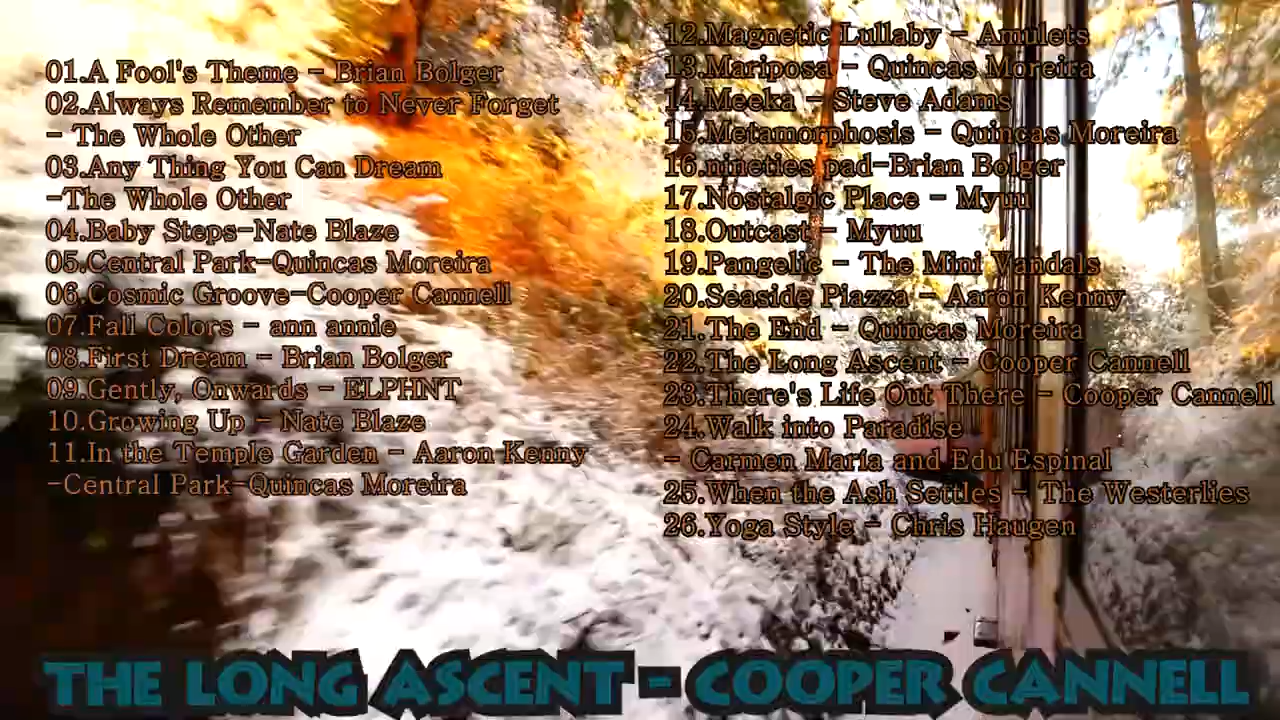 01.A Fool's Theme - Brian Bolger
02.Always Remember to Never Forget
- The Whole Other
03.Any Thing You Can Dream
-The Whole Other
04.Baby Steps-Nate Blaze
05.Central Park-Quincas Moreira
06.Cosmic Groove-Cooper Cannell
07.Fall Colors - ann annie
08.First Dream - Brian Bolger
09.Gently, Onwards - ELPHNT
10.Growing Up - Nate Blaze
11.In the Temple Garden - Aaron Kenny
-Central Park-Quincas Moreira
12.Magnetic Lullaby - Amulets
13.Mariposa - Quincas Moreira
14.Meeka - Steve Adams
15.Metamorphosis - Quincas Moreira
16.nineties pad-Brian Bolger
17.Nostalgic Place - Myuu
18.Outcast - Myuu
19.Pangelic - The Mini Vandals
20.Seaside Piazza - Aaron Kenny
21.The End - Quincas Moreira
22.The Long Ascent - Cooper Cannell
23.There's Life Out There - Cooper Cannell
24.Walk into Paradise
- Carmen María and Edu Espinal
25.When the Ash Settles - The Westerlies
26.Yoga Style - Chris Haugen
THE LONG ASCENT - COOPER CANNELL